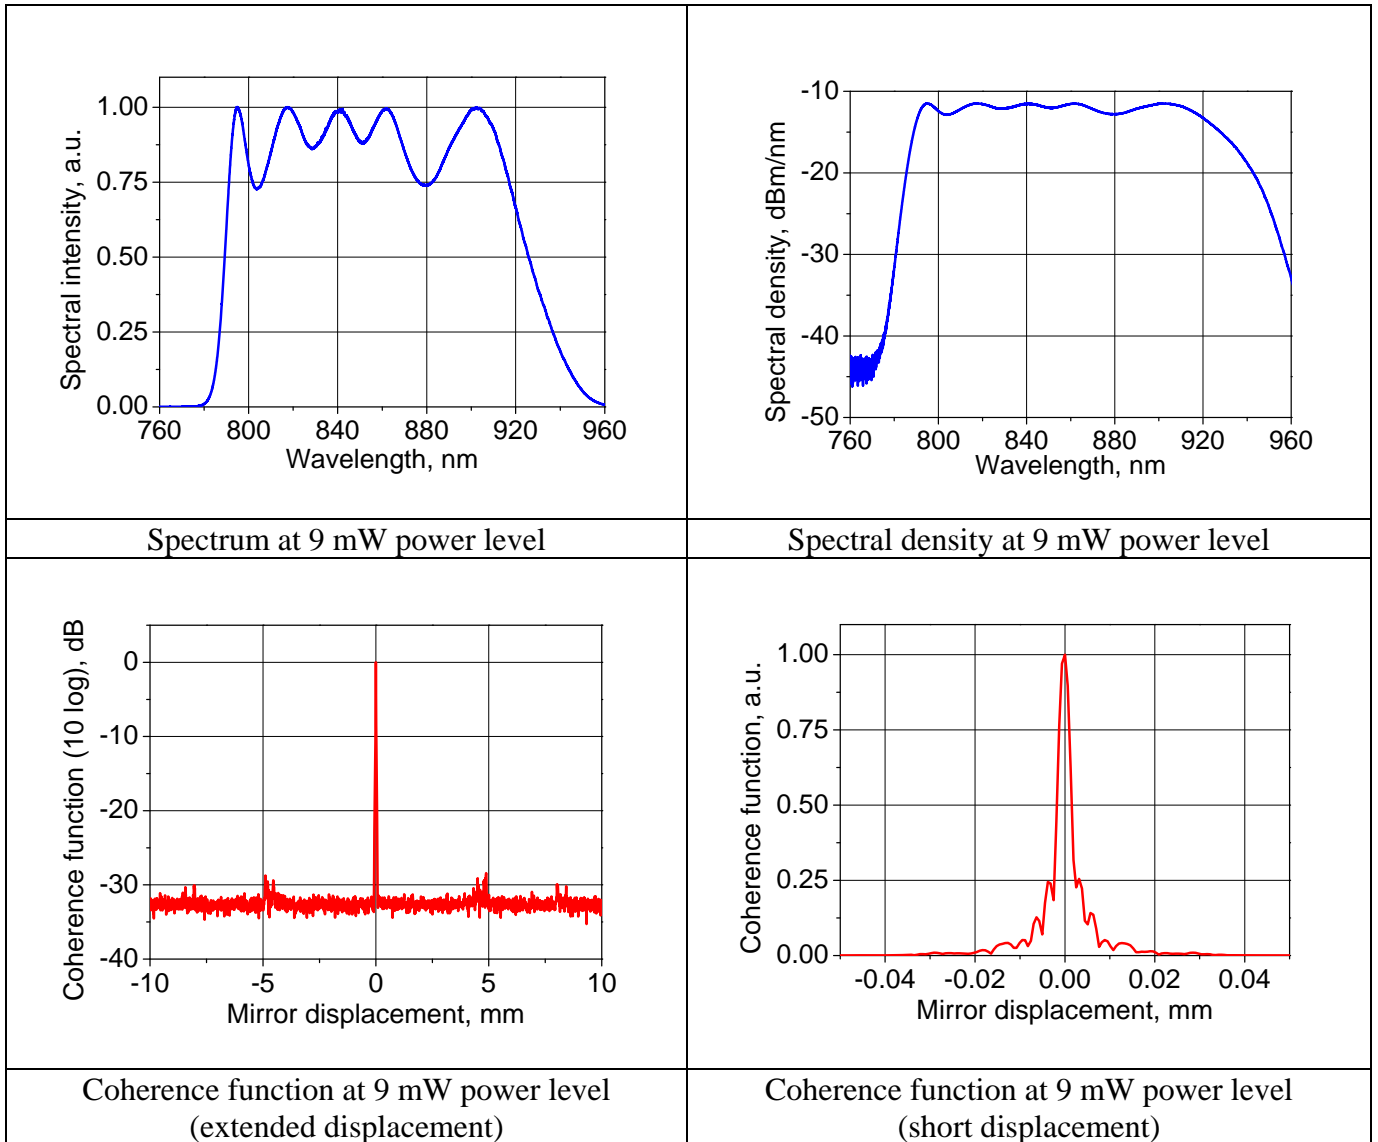 Spectral intensity, a.u.
1.00
0.75
0.50
0.25
0.00
760 800 840 880 920 960
Wavelength, nm
Spectrum at 9 mW power level
Spectral density, dBm/nm
-10
-20
-30
-40
-50
760 800 840 880 920 960
Wavelength, nm
Spectral density at 9 mW power level
Coherence function (10 log), dB
0
-10
-20
-30
-40
-10 -5 0 5 10
Mirror displacement, mm
Coherence function at 9 mW power level
(extended displacement)
Coherence function, a.u.
1.00
0.75
0.50
0.25
0.00
-0.04 -0.02 0.00 0.02 0.04
Mirror displacement, mm
Coherence function at 9 mW power level
(short displacement)